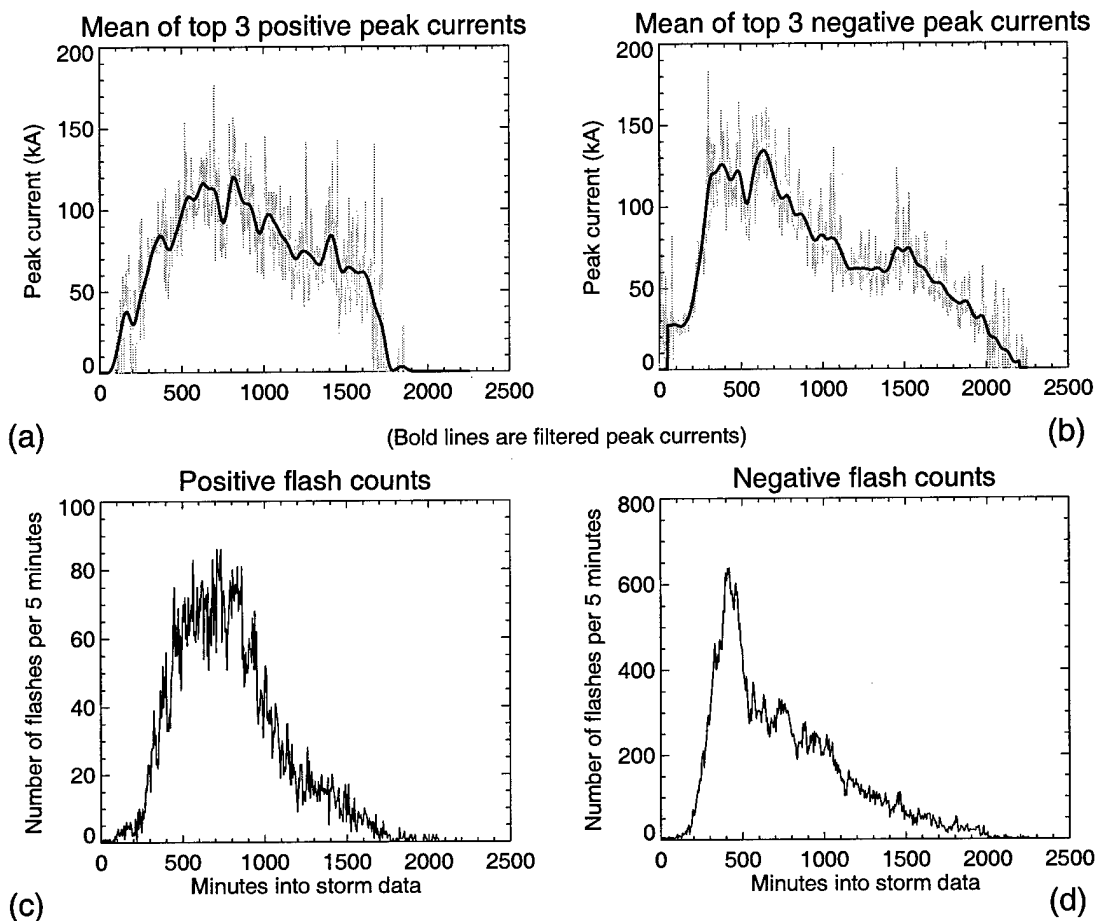 Mean of top 3 positive peak currents
Peak current (kA)
200
150
100
50
0
0 500 1000 1500 2000 2500
(a)
Mean of top 3 negative peak currents
Peak current (kA)
200
150
100
50
0
0 500 1000 1500 2000 2500
(b)
(Bold lines are filtered peak currents)
Positive flash counts
Number of flashes per 5 minutes
100
80
60
40
20
0
0 500 1000 1500 2000 2500
Minutes into storm data
(c)
Negative flash counts
Number of flashes per 5 minutes
800
600
400
200
0
0 500 1000 1500 2000 2500
Minutes into storm data
(d)